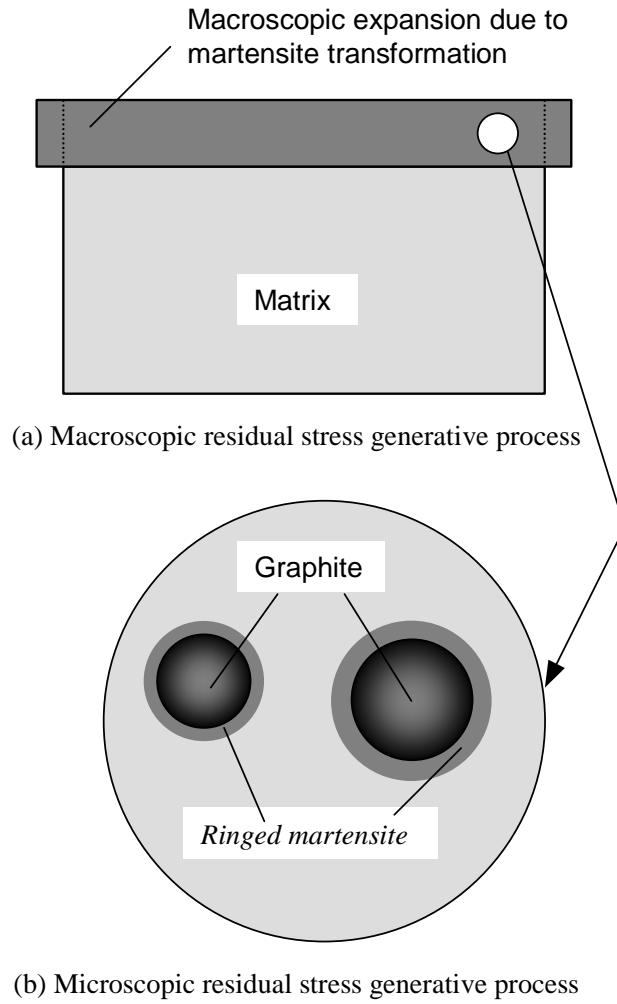 Macroscopic expansion due to
martensite transformation
Matrix
(a) Macroscopic residual stress generative process
Graphite
Ringed martensite
(b) Microscopic residual stress generative process